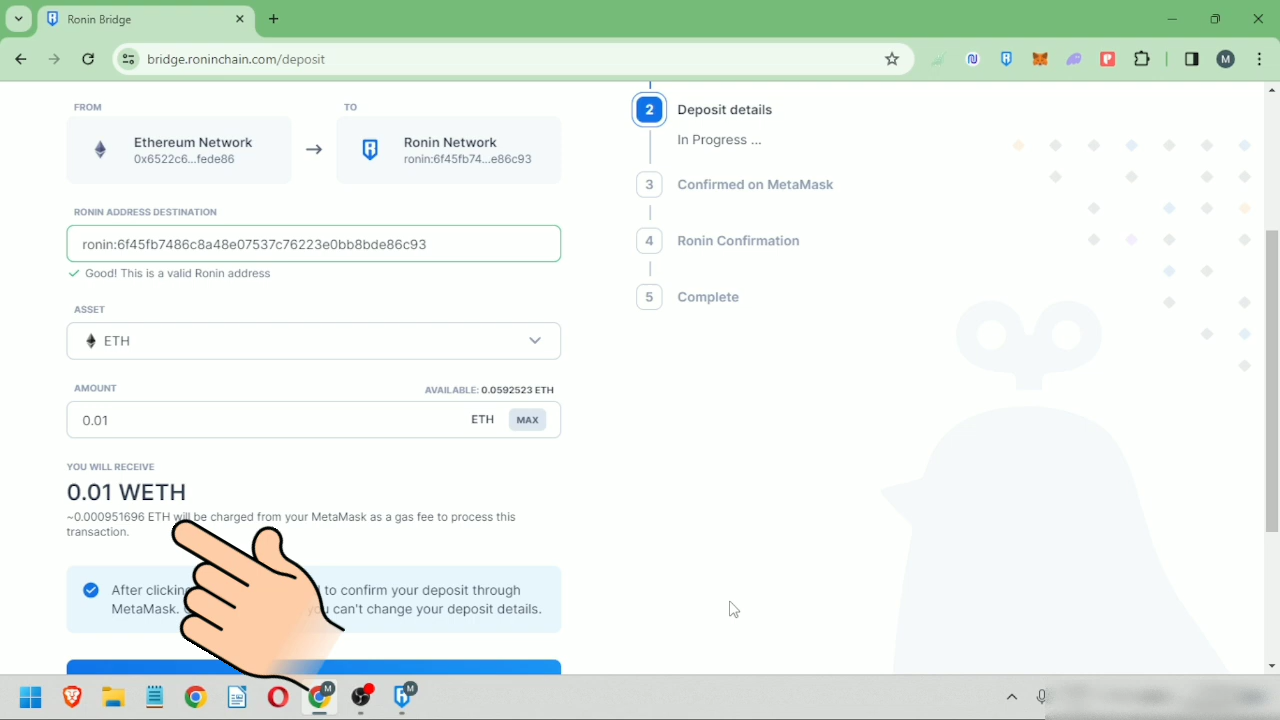 Ronin Bridge
bridge.roninchain.com/deposit
M
FROM
TO
Ethereum Network
0x6522c6...fede86
Ronin Network
ronin:6f45fb74...e86c93
RONIN ADDRESS DESTINATION
ronin:6f45fb7486c8a48e07537c76223e0bb8bde86c93
Good! This is a valid Ronin address
ASSET
ETH
AMOUNT
AVAILABLE: 0.0592523 ETH
0.01
ETH
MAX
YOU WILL RECEIVE
0.01 WETH
~0.000951696 ETH will be charged from your MetaMask as a gas fee to process this
transaction.
After clicking to confirm your deposit through
MetaMask. can't change your deposit details.
2
Deposit details
In Progress ...
3
Confirmed on MetaMask
4
Ronin Confirmation
5
Complete
M
M